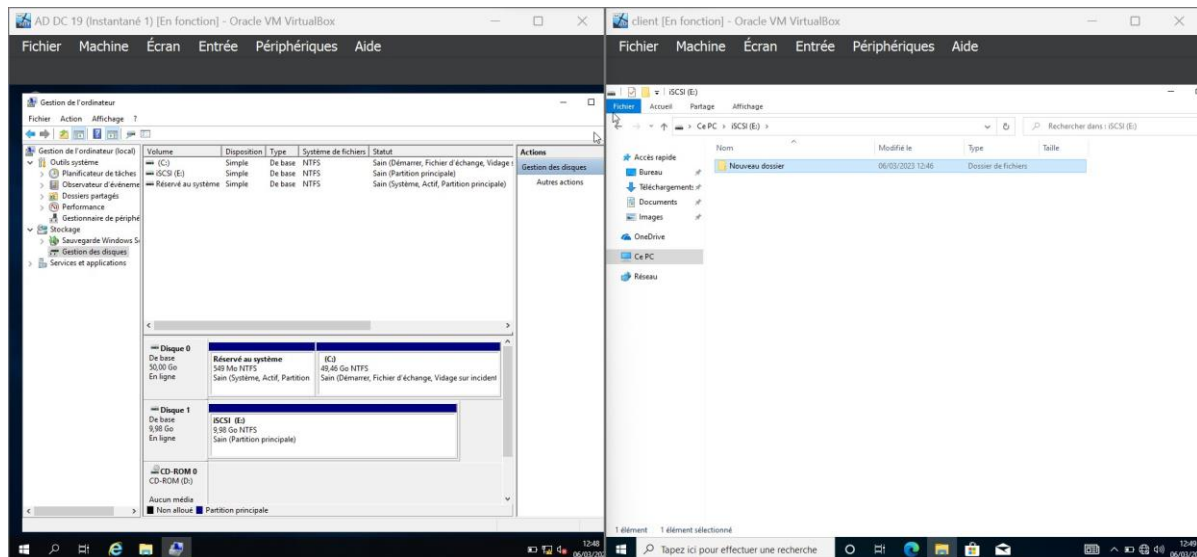 AD DC 19 (Instantané 1) [En fonction] - Oracle VM VirtualBox
Fichier Machine Écran Entrée Périphériques Aide
Gestion de l'ordinateur
Fichier Action Affichage ?
Gestion de l'ordinateur (local)
Outils système
Planificateur de tâches
Observateur d'événeme
Dossiers partagés
Performance
Gestionnaire de périphé
Stockage
Sauvegarde Windows S
Gestion des disques
Services et applications
Volume Disposition Type Système de fichiers Statut
(C:) Simple De base NTFS Sain (Démarrer, Fichier d'échange, Vidage s
iSCSI (E:) Simple De base NTFS Sain (Partition principale)
Réservé au système Simple De base NTFS Sain (Système, Actif, Partition principale)
Actions
Gestion des disques
Autres actions
Disque 0
De base
50,00 Go
En ligne
Réservé au système
549 Mo NTFS
Sain (Système, Actif, Partition
(C:)
49,46 Go NTFS
Sain (Démarrer, Fichier d'échange, Vidage sur incident
Disque 1
De base
9,98 Go
En ligne
iSCSI (E:)
9,98 Go NTFS
Sain (Partition principale)
CD-ROM 0
CD-ROM (D:)
Aucun média
Non alloué Partition principale
12:48
06/03/202
client [En fonction] - Oracle VM VirtualBox
Fichier Machine Écran Entrée Périphériques Aide
iSCSI (E:)
Fichier Accueil Partage Affichage
Ce PC > iSCSI (E:) >
Rechercher dans : iSCSI (E:)
Nom Modifié le Type Taille
Nouveau dossier 06/03/2023 12:46 Dossier de fichiers
Accès rapide
Bureau
Téléchargements
Documents
Images
OneDrive
Ce PC
Réseau
1 élément 1 élément sélectionné
Tapez ici pour effectuer une recherche
12:49